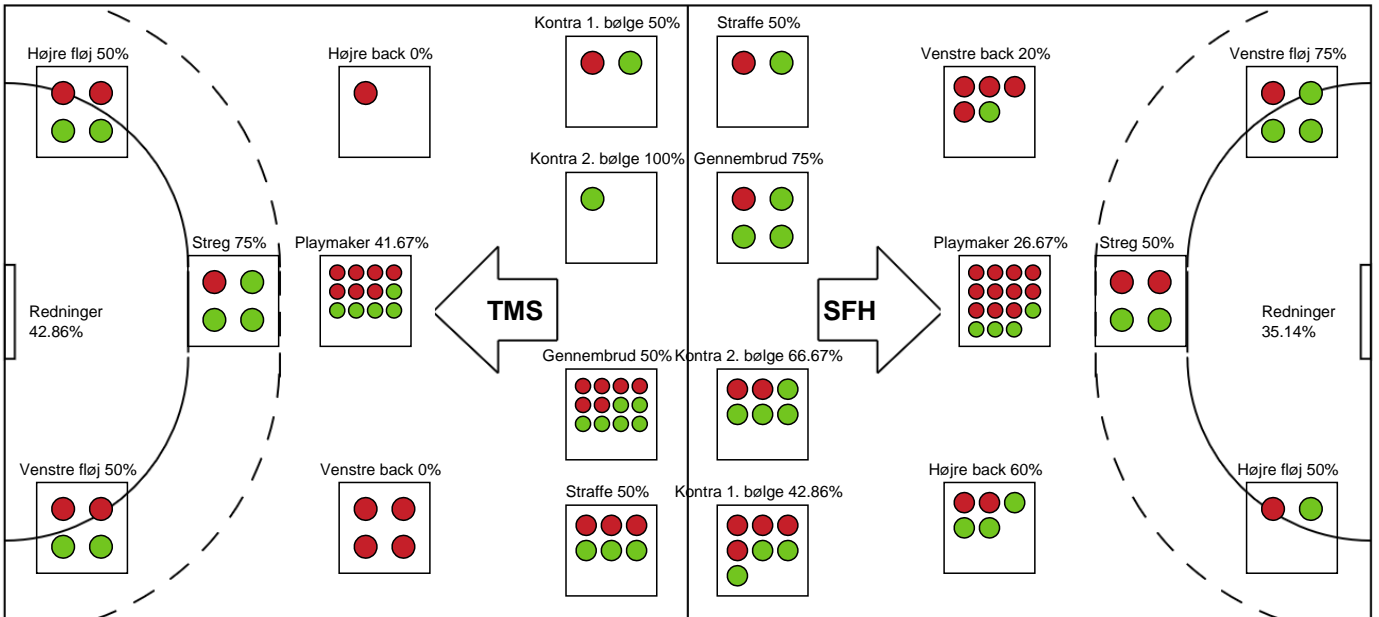 Kontra 1. bølge 50%
Straffe 50%
Højre fløj 50%
Højre back 0%
Venstre back 20%
Venstre fløj 75%
Kontra 2. bølge 100%
Gennembrud 75%
Streg 75%
Playmaker 41.67%
Playmaker 26.67%
Streg 50%
Redninger
42.86%
TMS
SFH
Redninger
35.14%
Gennembrud 50%
Kontra 2. bølge 66.67%
Venstre fløj 50%
Venstre back 0%
Højre back 60%
Højre fløj 50%
Straffe 50%
Kontra 1. bølge 42.86%